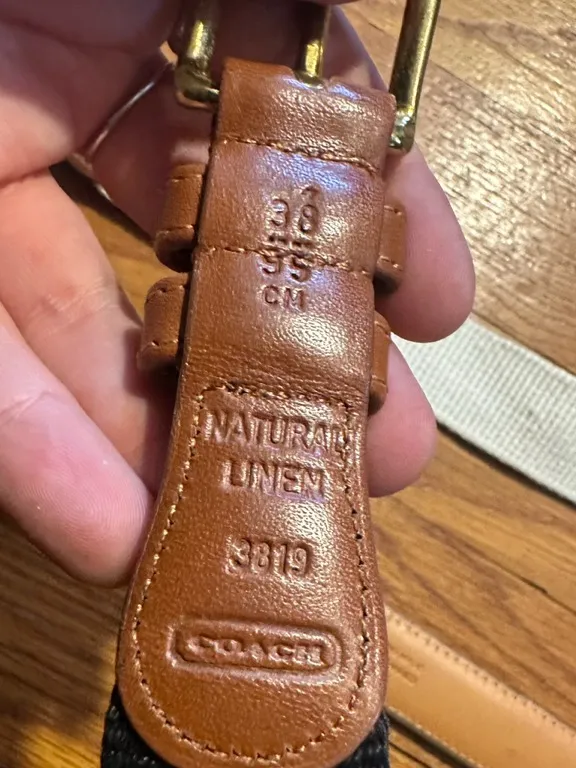 38
95
CM
NATURAL
LINEN
3819
COACH